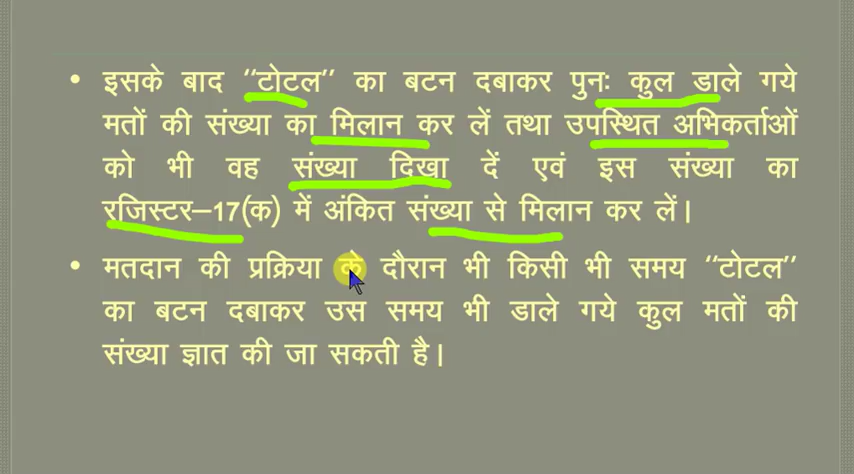 • इसके बाद "टोटल" का बटन दबाकर पुनः कुल डाले गये
मतों की संख्या का मिलान कर लें तथा उपस्थित अभिकर्ताओं
को भी वह संख्या दिखा दें एवं इस संख्या का
रजिस्टर–17(क) में अंकित संख्या से मिलान कर लें।
• मतदान की प्रक्रिया के दौरान भी किसी भी समय "टोटल"
का बटन दबाकर उस समय भी डाले गये कुल मतों की
संख्या ज्ञात की जा सकती है।